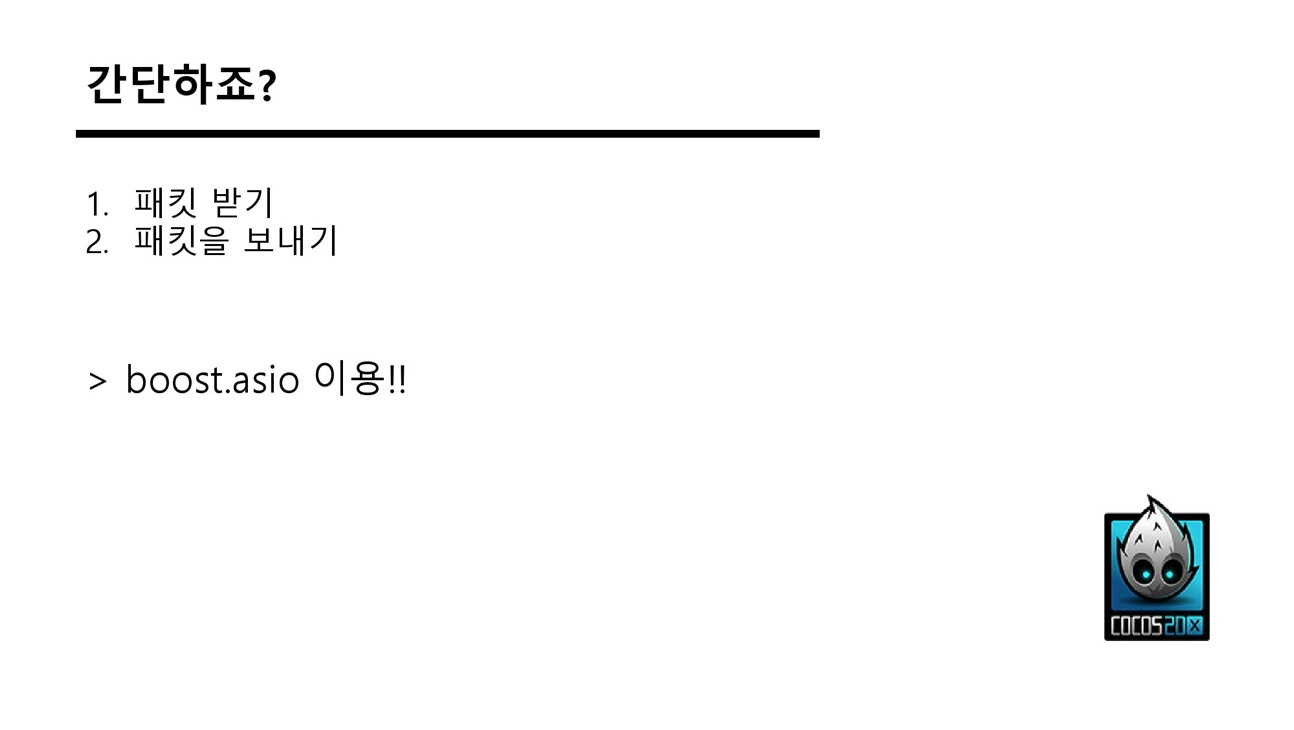 간단하죠?
1. 패킷 받기
2. 패킷을 보내기
> boost.asio 이용!!
COCOS2DX